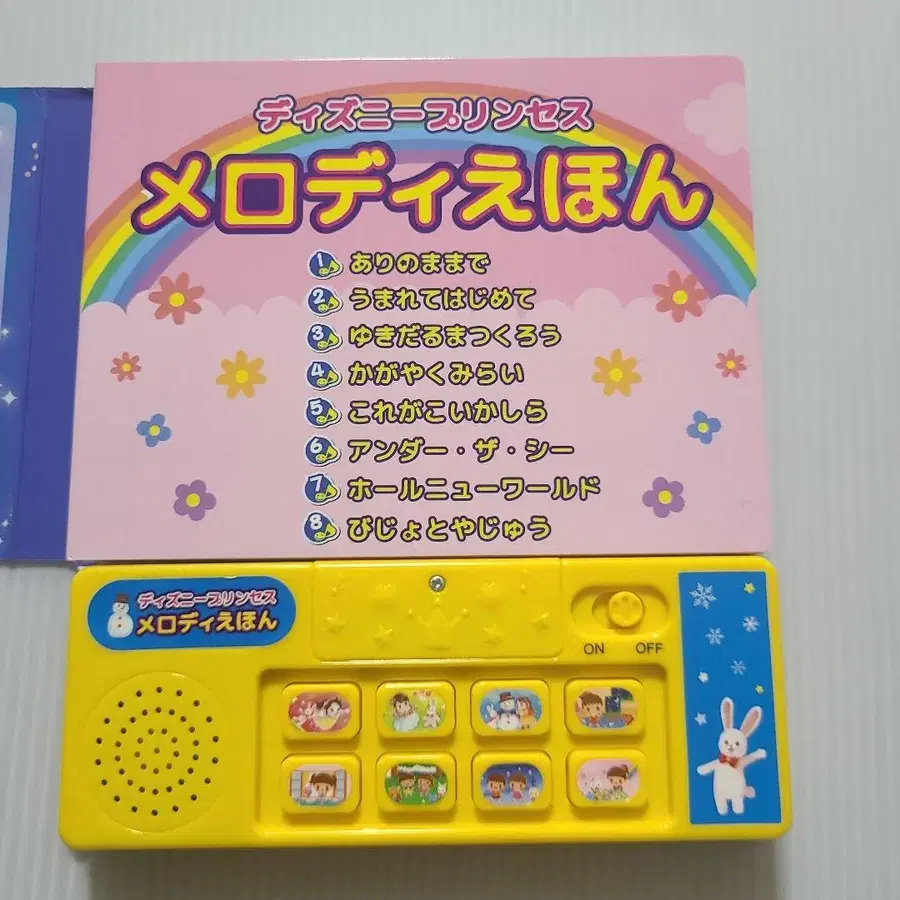 ディズニープリンセス
メロディえほん
1 ありのままで
2 うまれてはじめて
3 ゆきだるまつくろう
4 かがやくみらい
5 これがこいかしら
6 アンダー・ザ・シー
7 ホールニューワールド
8 びじょとやじゅう
ディズニープリンセス
メロディえほん
ON OFF